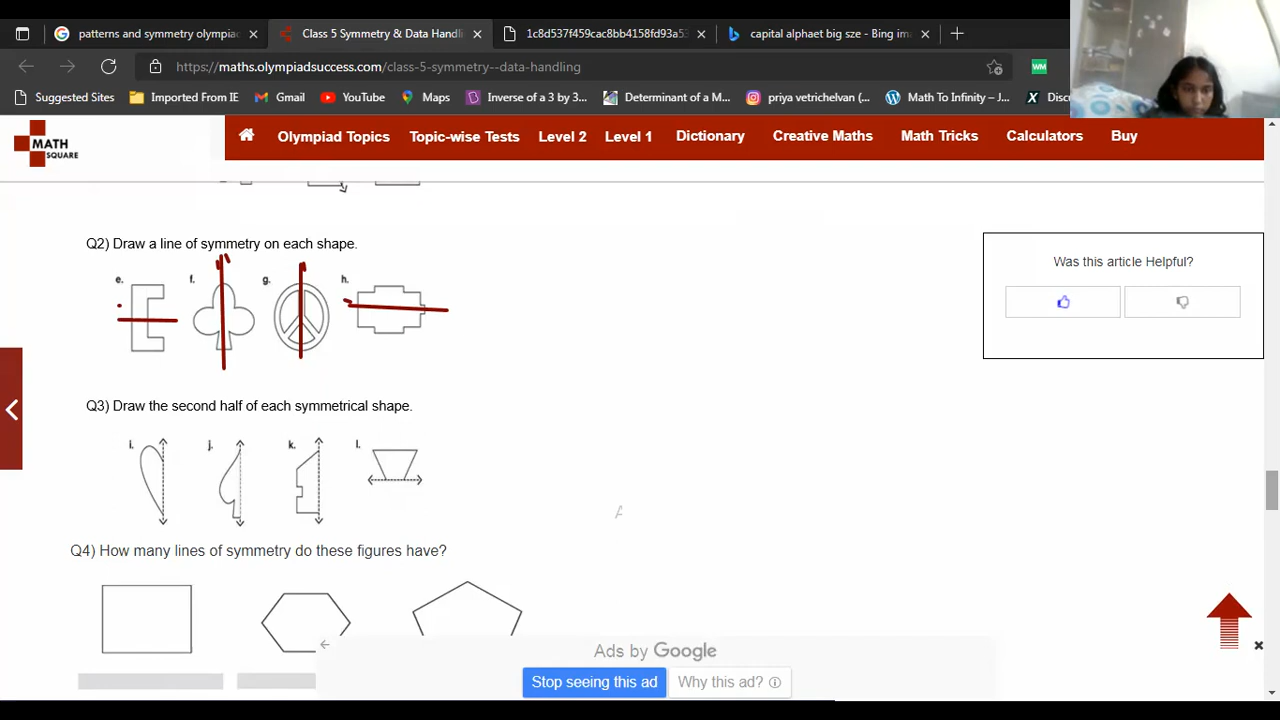 patterns and symmetry olympiad
Class 5 Symmetry & Data Handli
1c8d537f459cac8bb4158fd93a53
capital alphaet big sze - Bing ima
https://maths.olympiadsuccess.com/class-5-symmetry--data-handling
WM
Suggested Sites
Imported From IE
Gmail
YouTube
Maps
Inverse of a 3 by 3...
Determinant of a M...
priya vetrichelvan (...
Math To Infinity – J...
Disc
MATH
SQUARE
Olympiad Topics
Topic-wise Tests
Level 2
Level 1
Dictionary
Creative Maths
Math Tricks
Calculators
Buy
Q2) Draw a line of symmetry on each shape.
e.
f.
g.
h.
Was this article Helpful?
Q3) Draw the second half of each symmetrical shape.
i.
j.
k.
l.
Q4) How many lines of symmetry do these figures have?
Ads by Google
Stop seeing this ad
Why this ad?